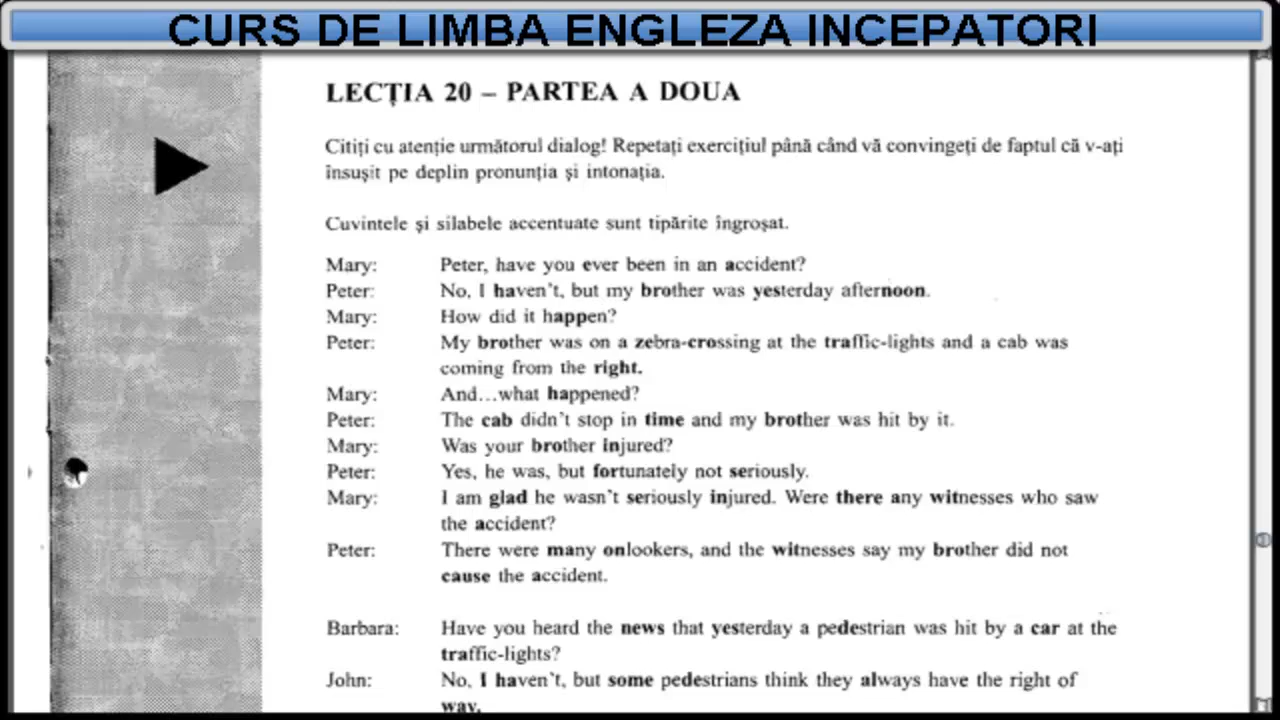 CURS DE LIMBA ENGLEZA INCEPATORI
LECȚIA 20 – PARTEA A DOUA
Citiți cu atenție următorul dialog! Repetați exercițiul până când vă convingeți de faptul că v-ați
însușit pe deplin pronunția și intonația.
Cuvintele și silabele accentuate sunt tipărite îngroșat.
Mary: Peter, have you ever been in an accident?
Peter: No, I haven't, but my brother was yesterday afternoon.
Mary: How did it happen?
Peter: My brother was on a zebra-crossing at the traffic-lights and a cab was
coming from the right.
Mary: And...what happened?
Peter: The cab didn't stop in time and my brother was hit by it.
Mary: Was your brother injured?
Peter: Yes, he was, but fortunately not seriously.
Mary: I am glad he wasn't seriously injured. Were there any witnesses who saw
the accident?
Peter: There were many onlookers, and the witnesses say my brother did not
cause the accident.
Barbara: Have you heard the news that yesterday a pedestrian was hit by a car at the
traffic-lights?
John: No, I haven't, but some pedestrians think they always have the right of
way.